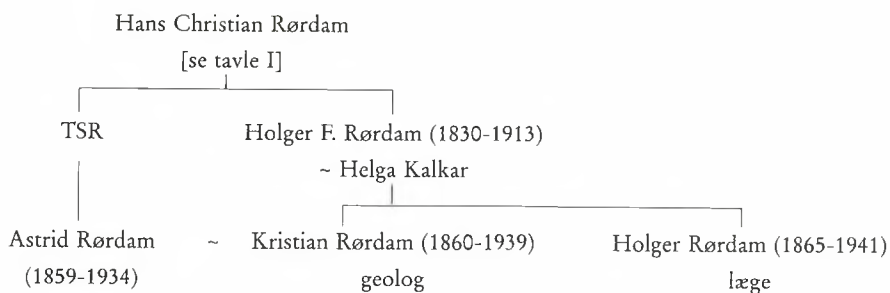 Hans Christian Rørdam
[se tavle I]
TSR Holger F. Rørdam (1830-1913)
~ Helga Kalkar
Astrid Rørdam ~ Kristian Rørdam (1860-1939) Holger Rørdam (1865-1941)
(1859-1934) geolog læge